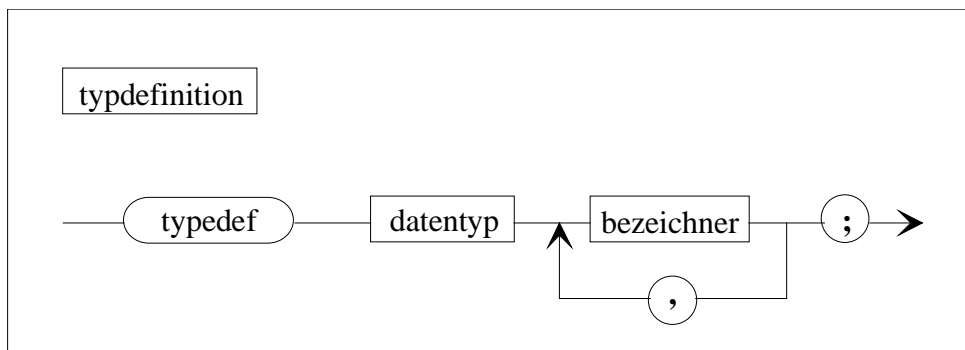 typdefinition
typedef datentyp bezeichner ;
,